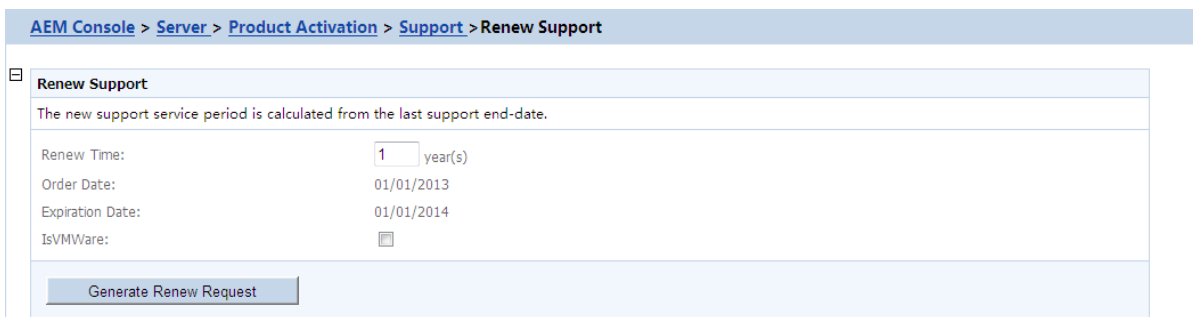 AEM Console > Server > Product Activation > Support >Renew Support
Renew Support
The new support service period is calculated from the last support end-date.
Renew Time: 1 year(s)
Order Date: 01/01/2013
Expiration Date: 01/01/2014
IsVMWare:
Generate Renew Request